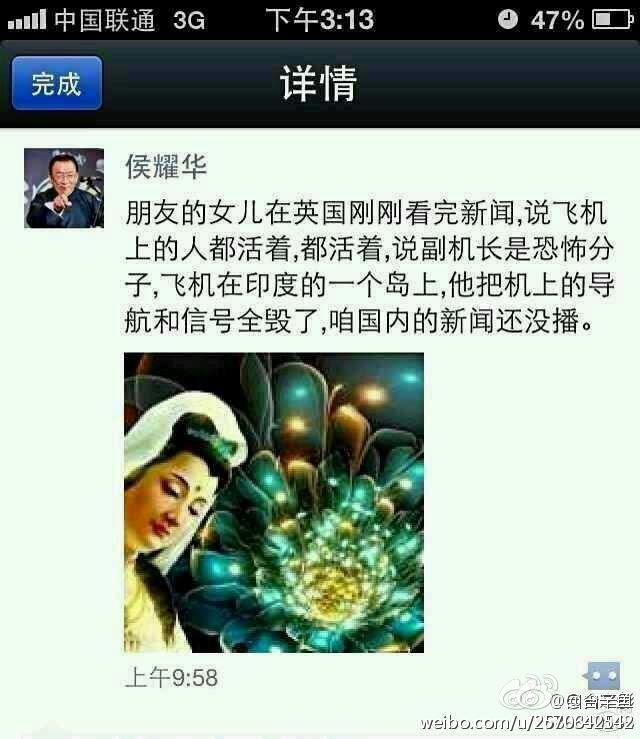 中国联通 3G 下午3:13 47%
完成 详情
侯耀华
朋友的女儿在英国刚刚看完新闻,说飞机
上的人都活着,都活着,说副机长是恐怖分
子,飞机在印度的一个岛上,他把机上的导
航和信号全毁了,咱国内的新闻还没播。
上午9:58